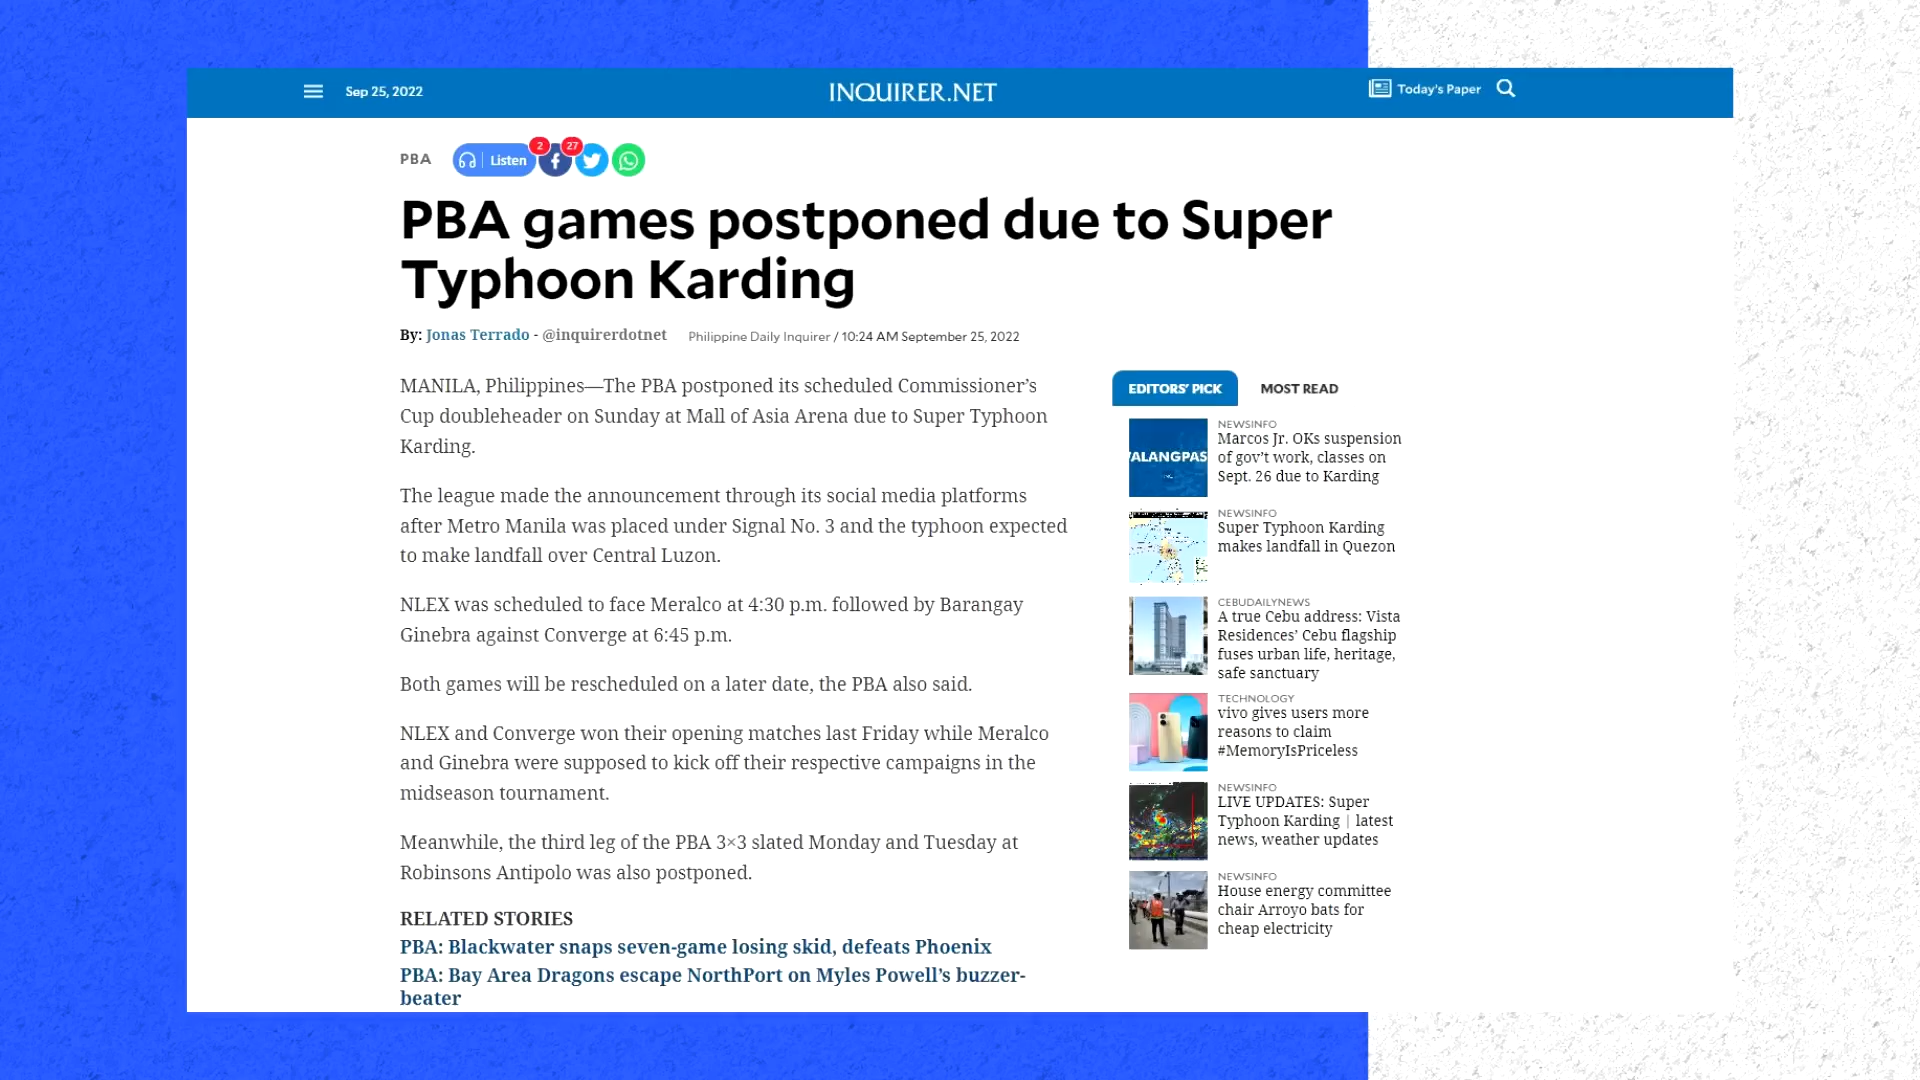 Sep 25, 2022
INQUIRER.NET
Today's Paper
PBA
Listen
2
27
PBA games postponed due to Super
Typhoon Karding
By: Jonas Terrado - @inquirerdotnet
Philippine Daily Inquirer / 10:24 AM September 25, 2022
MANILA, Philippines—The PBA postponed its scheduled Commissioner's
Cup doubleheader on Sunday at Mall of Asia Arena due to Super Typhoon
Karding.
The league made the announcement through its social media platforms
after Metro Manila was placed under Signal No. 3 and the typhoon expected
to make landfall over Central Luzon.
NLEX was scheduled to face Meralco at 4:30 p.m. followed by Barangay
Ginebra against Converge at 6:45 p.m.
Both games will be rescheduled on a later date, the PBA also said.
NLEX and Converge won their opening matches last Friday while Meralco
and Ginebra were supposed to kick off their respective campaigns in the
midseason tournament.
Meanwhile, the third leg of the PBA 3×3 slated Monday and Tuesday at
Robinsons Antipolo was also postponed.
RELATED STORIES
PBA: Blackwater snaps seven-game losing skid, defeats Phoenix
PBA: Bay Area Dragons escape NorthPort on Myles Powell's buzzer-
beater
EDITORS' PICK
MOST READ
ALANGPAS
NEWSINFO
Marcos Jr. OKs suspension
of gov't work, classes on
Sept. 26 due to Karding
NEWSINFO
Super Typhoon Karding
makes landfall in Quezon
CEBUDAILYNEWS
A true Cebu address: Vista
Residences' Cebu flagship
fuses urban life, heritage,
safe sanctuary
TECHNOLOGY
vivo gives users more
reasons to claim
#MemoryIsPriceless
NEWSINFO
LIVE UPDATES: Super
Typhoon Karding | latest
news, weather updates
NEWSINFO
House energy committee
chair Arroyo bats for
cheap electricity